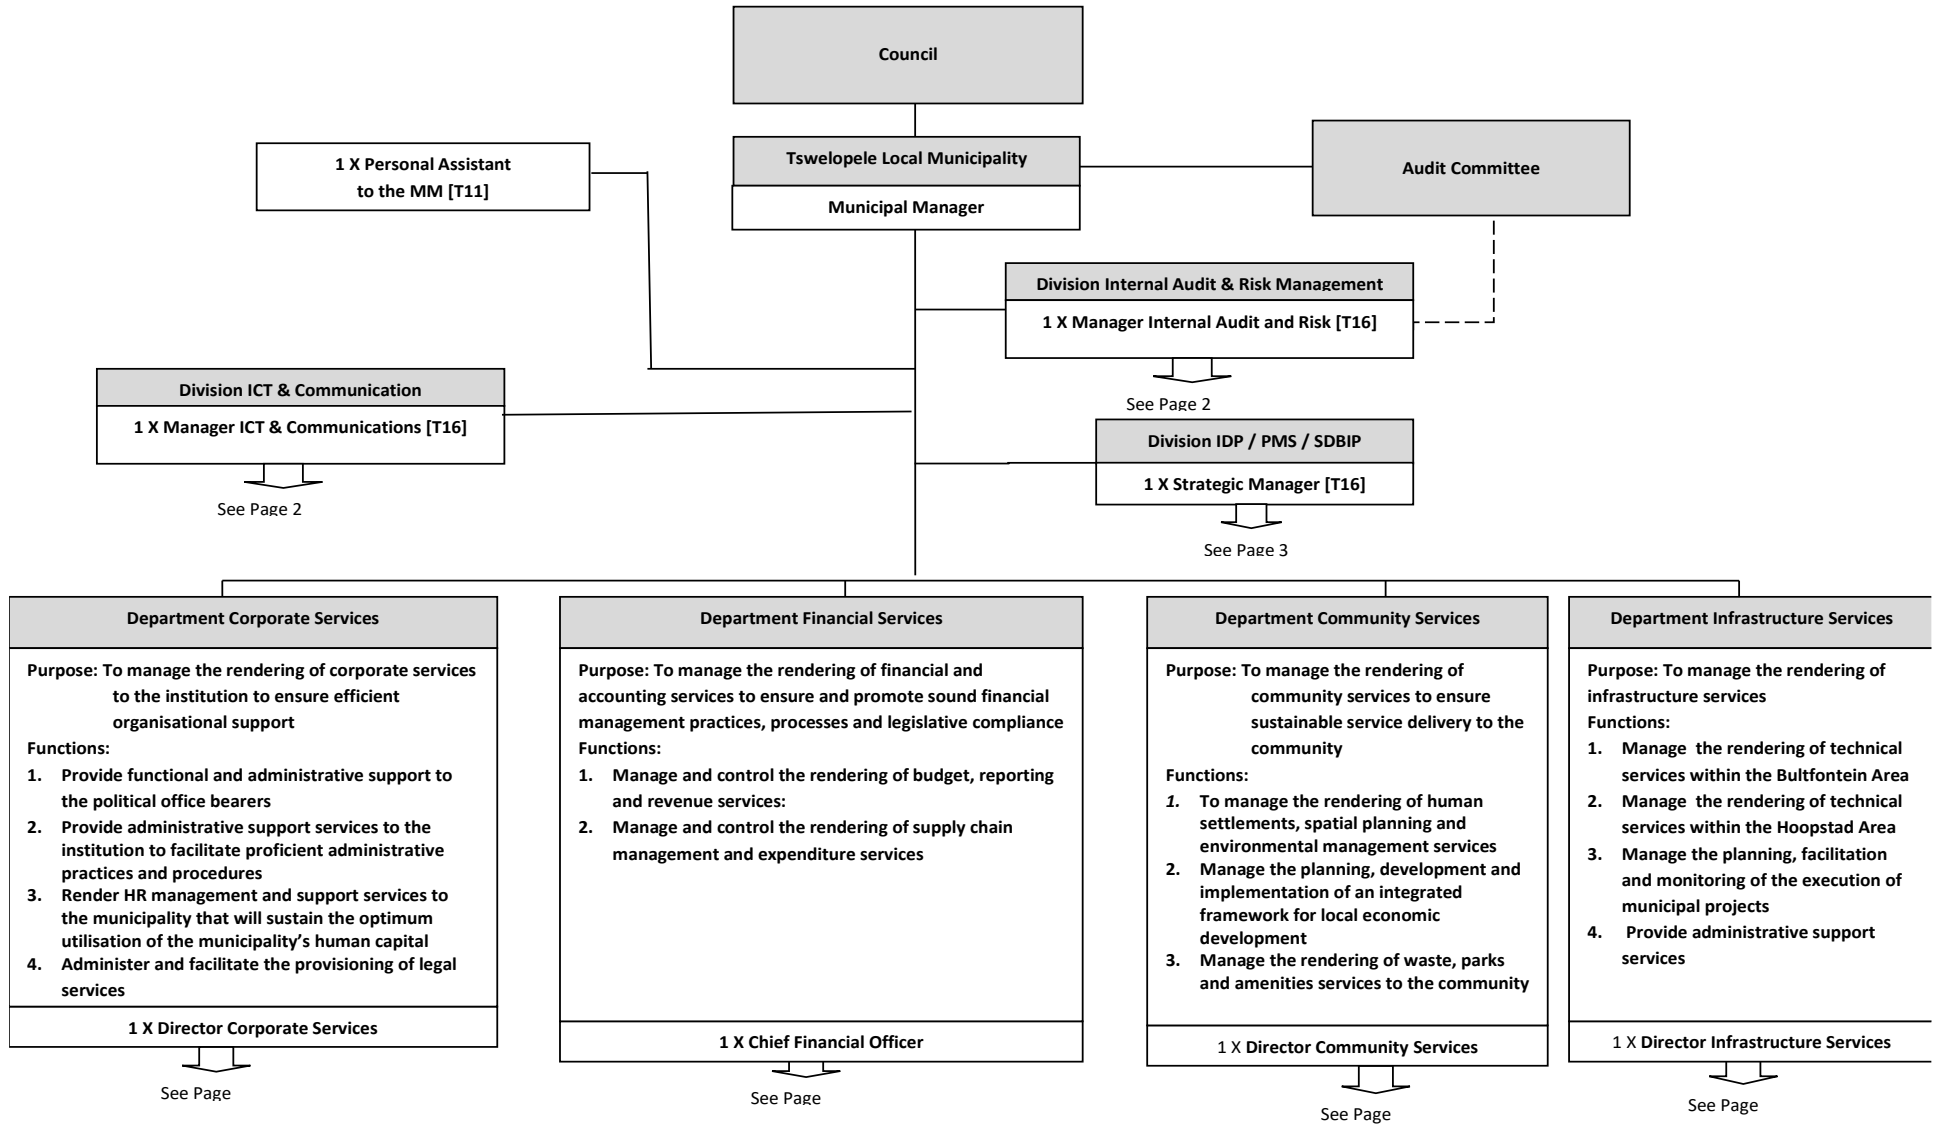 Council
Tswelopele Local Municipality
Municipal Manager
Audit Committee
1 X Personal Assistant
to the MM [T11]
Division Internal Audit & Risk Management
1 X Manager Internal Audit and Risk [T16]
See Page 2
Division ICT & Communication
1 X Manager ICT & Communications [T16]
See Page 2
Division IDP / PMS / SDBIP
1 X Strategic Manager [T16]
See Page 3
Department Corporate Services
Purpose: To manage the rendering of corporate services
to the institution to ensure efficient
organisational support
Functions:
1. Provide functional and administrative support to
the political office bearers
2. Provide administrative support services to the
institution to facilitate proficient administrative
practices and procedures
3. Render HR management and support services to
the municipality that will sustain the optimum
utilisation of the municipality's human capital
4. Administer and facilitate the provisioning of legal
services
1 X Director Corporate Services
See Page
Department Financial Services
Purpose: To manage the rendering of financial and
accounting services to ensure and promote sound financial
management practices, processes and legislative compliance
Functions:
1. Manage and control the rendering of budget, reporting
and revenue services:
2. Manage and control the rendering of supply chain
management and expenditure services
1 X Chief Financial Officer
See Page
Department Community Services
Purpose: To manage the rendering of
community services to ensure
sustainable service delivery to the
community
Functions:
1. To manage the rendering of human
settlements, spatial planning and
environmental management services
2. Manage the planning, development and
implementation of an integrated
framework for local economic
development
3. Manage the rendering of waste, parks
and amenities services to the community
1 X Director Community Services
See Page
Department Infrastructure Services
Purpose: To manage the rendering of
infrastructure services
Functions:
1. Manage the rendering of technical
services within the Bultfontein Area
2. Manage the rendering of technical
services within the Hoopstad Area
3. Manage the planning, facilitation
and monitoring of the execution of
municipal projects
4. Provide administrative support
services
1 X Director Infrastructure Services
See Page